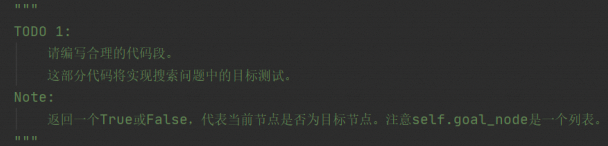 """
TODO 1:
请编写合理的代码段。
这部分代码将实现搜索问题中的目标测试。
Note:
返回一个True或False，代表当前节点是否为目标节点。注意self.goal_node是一个列表。
"""